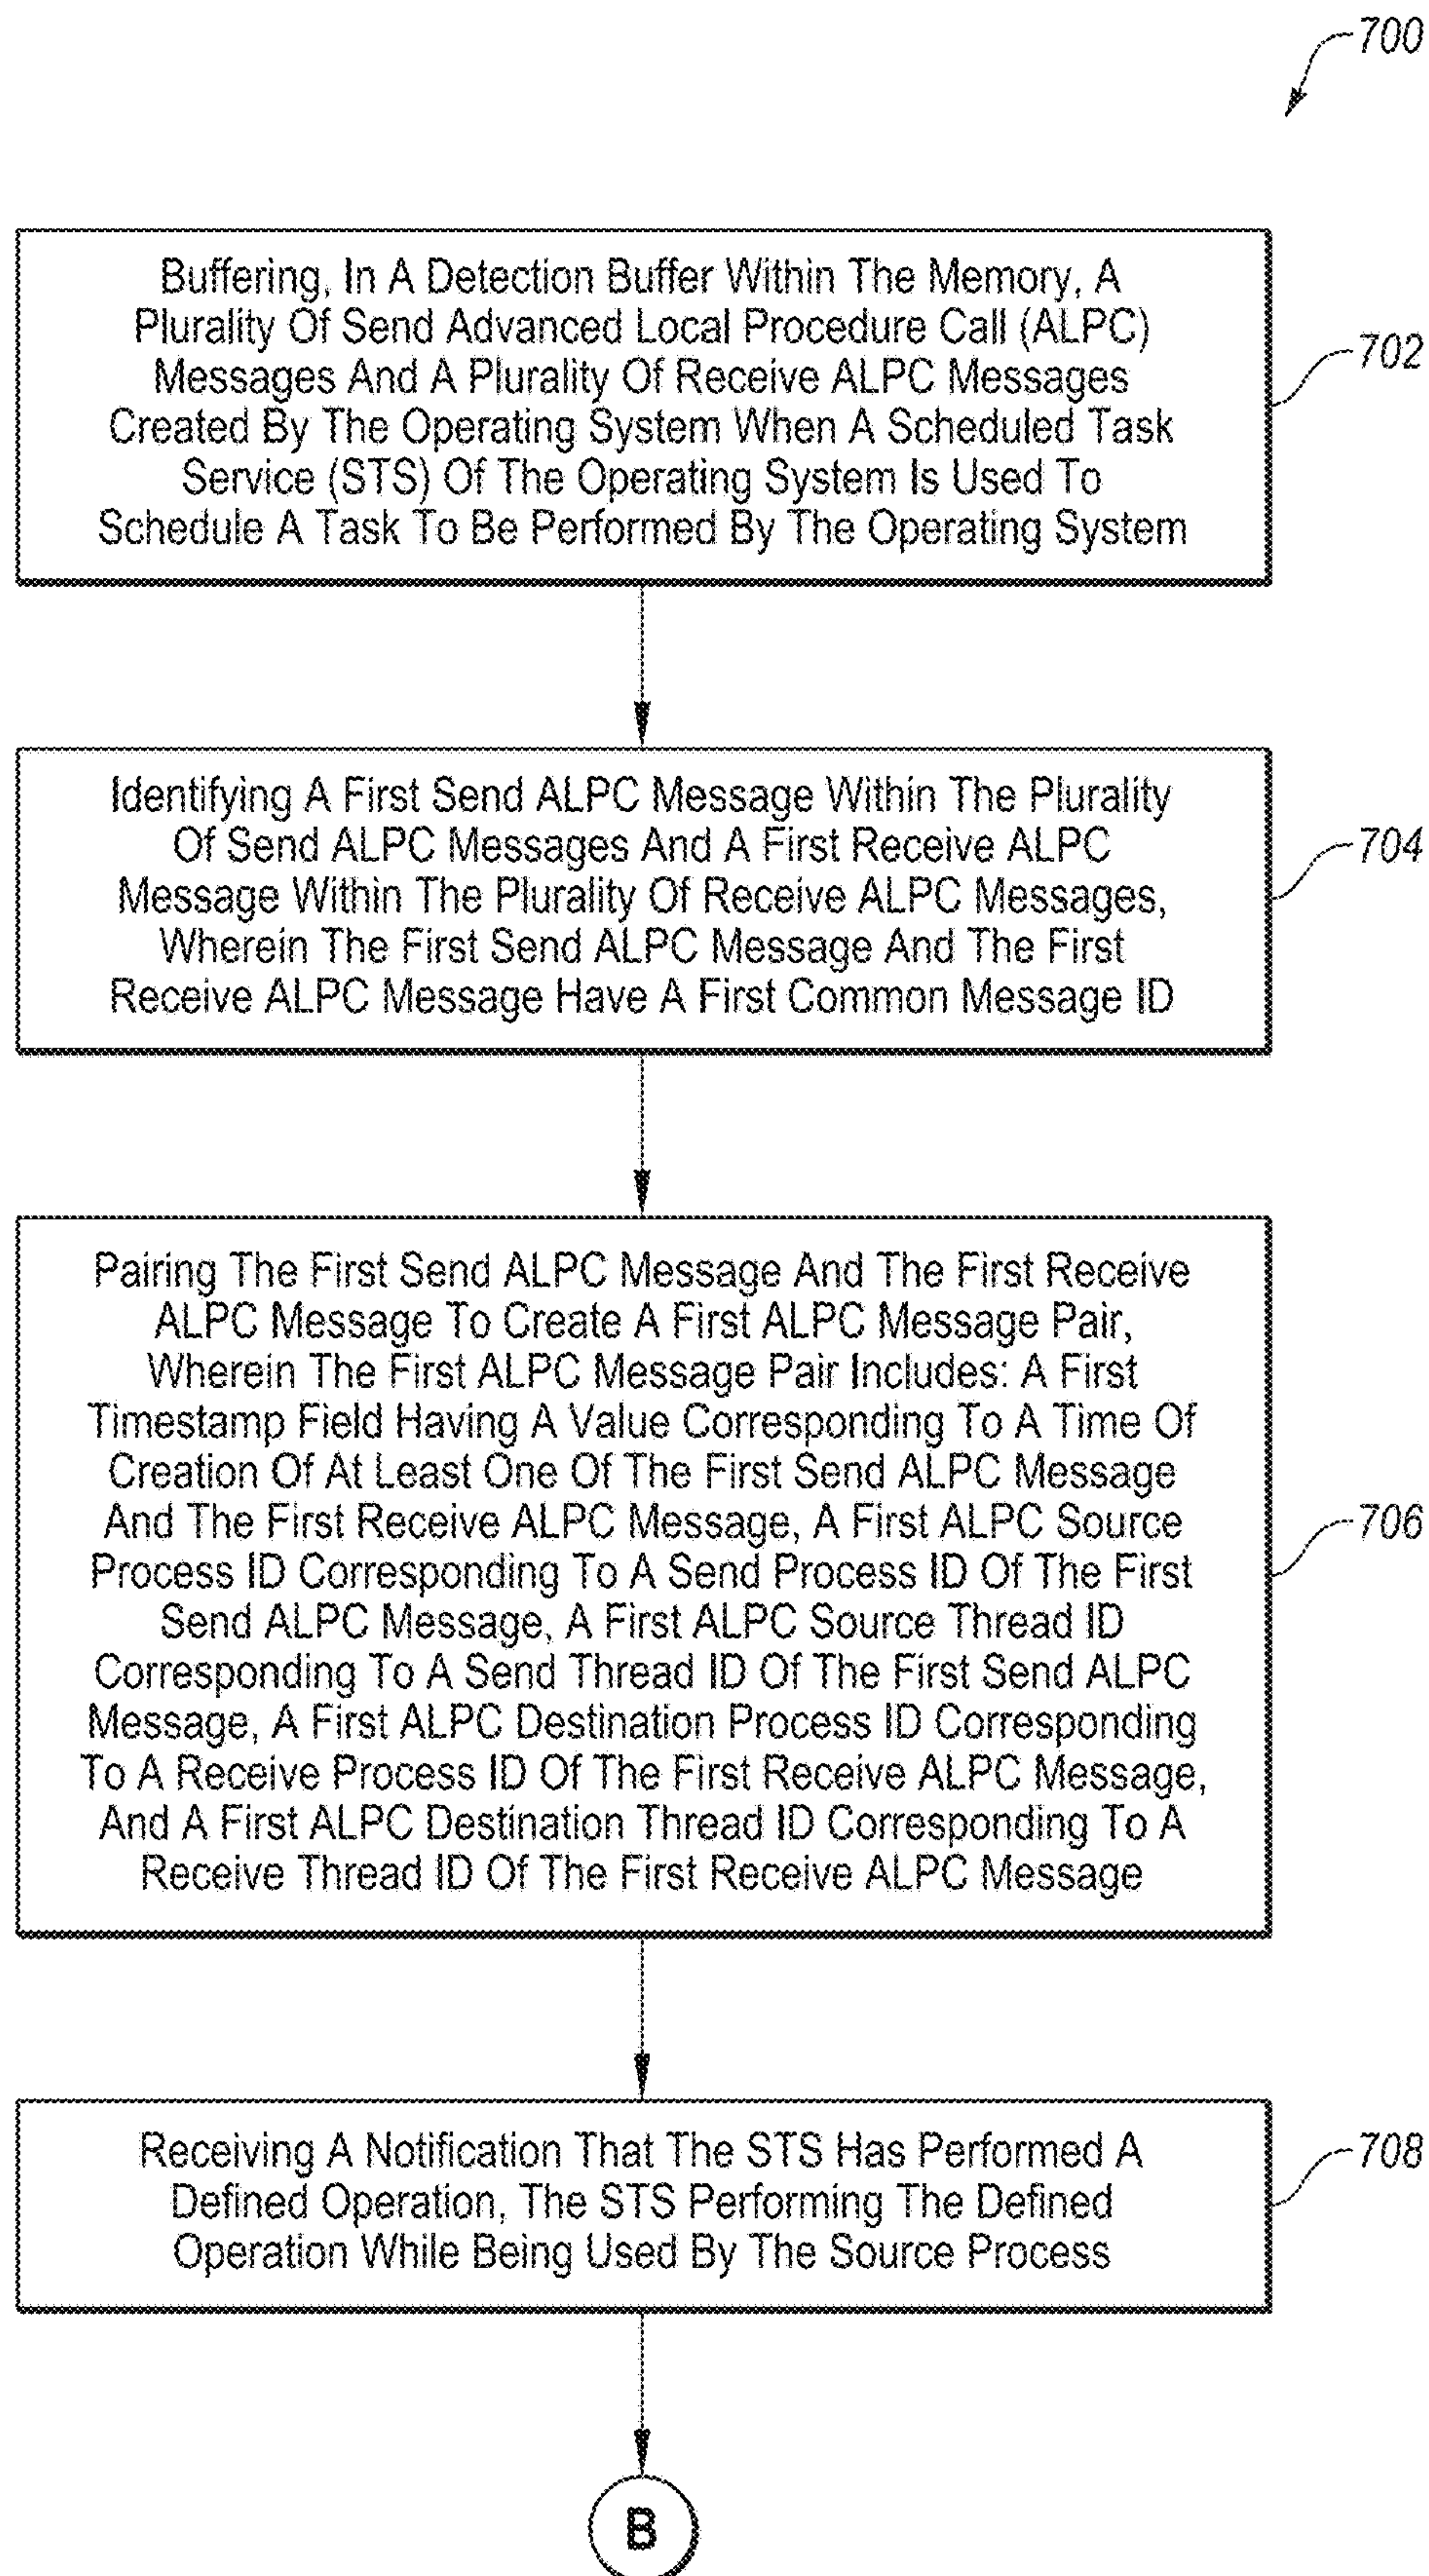 700
Buffering, In A Detection Buffer Within The Memory, A
Plurality Of Send Advanced Local Procedure Call (ALPC)
Messages And A Plurality Of Receive ALPC Messages
Created By The Operating System When A Scheduled Task
Service (STS) Of The Operating System Is Used To
Schedule A Task To Be Performed By The Operating System
702
Identifying A First Send ALPC Message Within The Plurality
Of Send ALPC Messages And A First Receive ALPC
Message Within The Plurality Of Receive ALPC Messages,
Wherein The First Send ALPC Message And The First
Receive ALPC Message Have A First Common Message ID
704
Pairing The First Send ALPC Message And The First Receive
ALPC Message To Create A First ALPC Message Pair,
Wherein The First ALPC Message Pair Includes: A First
Timestamp Field Having A Value Corresponding To A Time Of
Creation Of At Least One Of The First Send ALPC Message
And The First Receive ALPC Message, A First ALPC Source
Process ID Corresponding To A Send Process ID Of The First
Send ALPC Message, A First ALPC Source Thread ID
Corresponding To A Send Thread ID Of The First Send ALPC
Message, A First ALPC Destination Process ID Corresponding
To A Receive Process ID Of The First Receive ALPC Message,
And A First ALPC Destination Thread ID Corresponding To A
Receive Thread ID Of The First Receive ALPC Message
706
Receiving A Notification That The STS Has Performed A
Defined Operation, The STS Performing The Defined
Operation While Being Used By The Source Process
708
B